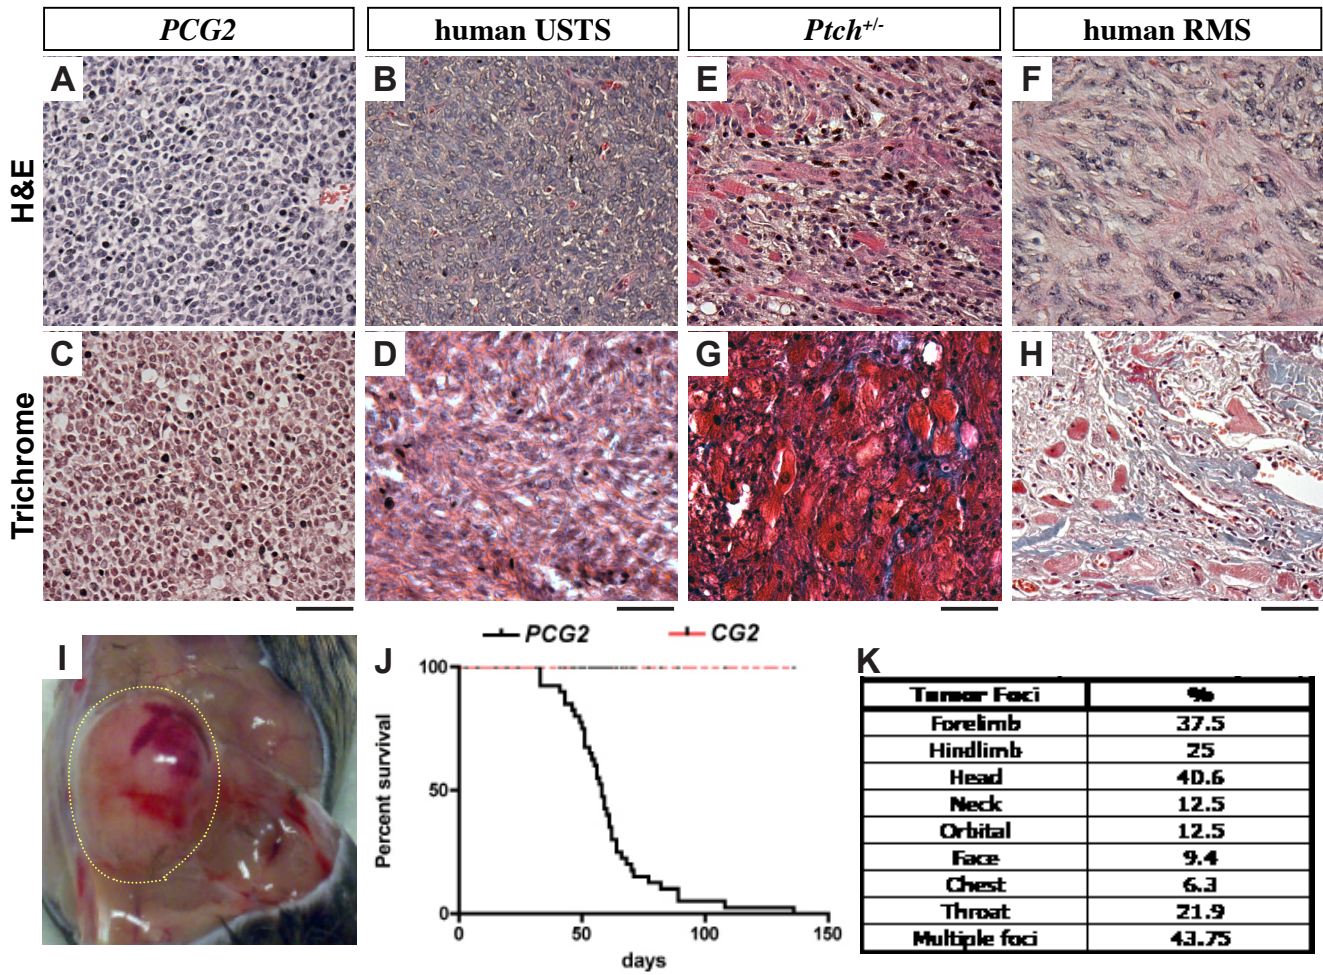 PCG2 human USTS Ptch+/- human RMS
A B E F
H&E
C D G H
Trichrome
I J K
PCG2 CG2
100
50
0
Percent survival
0 50 100 150
days
Tumor Foci %
Forelimb 37.5
Hindlimb 25
Head 40.6
Neck 12.5
Orbital 12.5
Face 9.4
Chest 6.3
Throat 21.9
Multiple foci 43.75